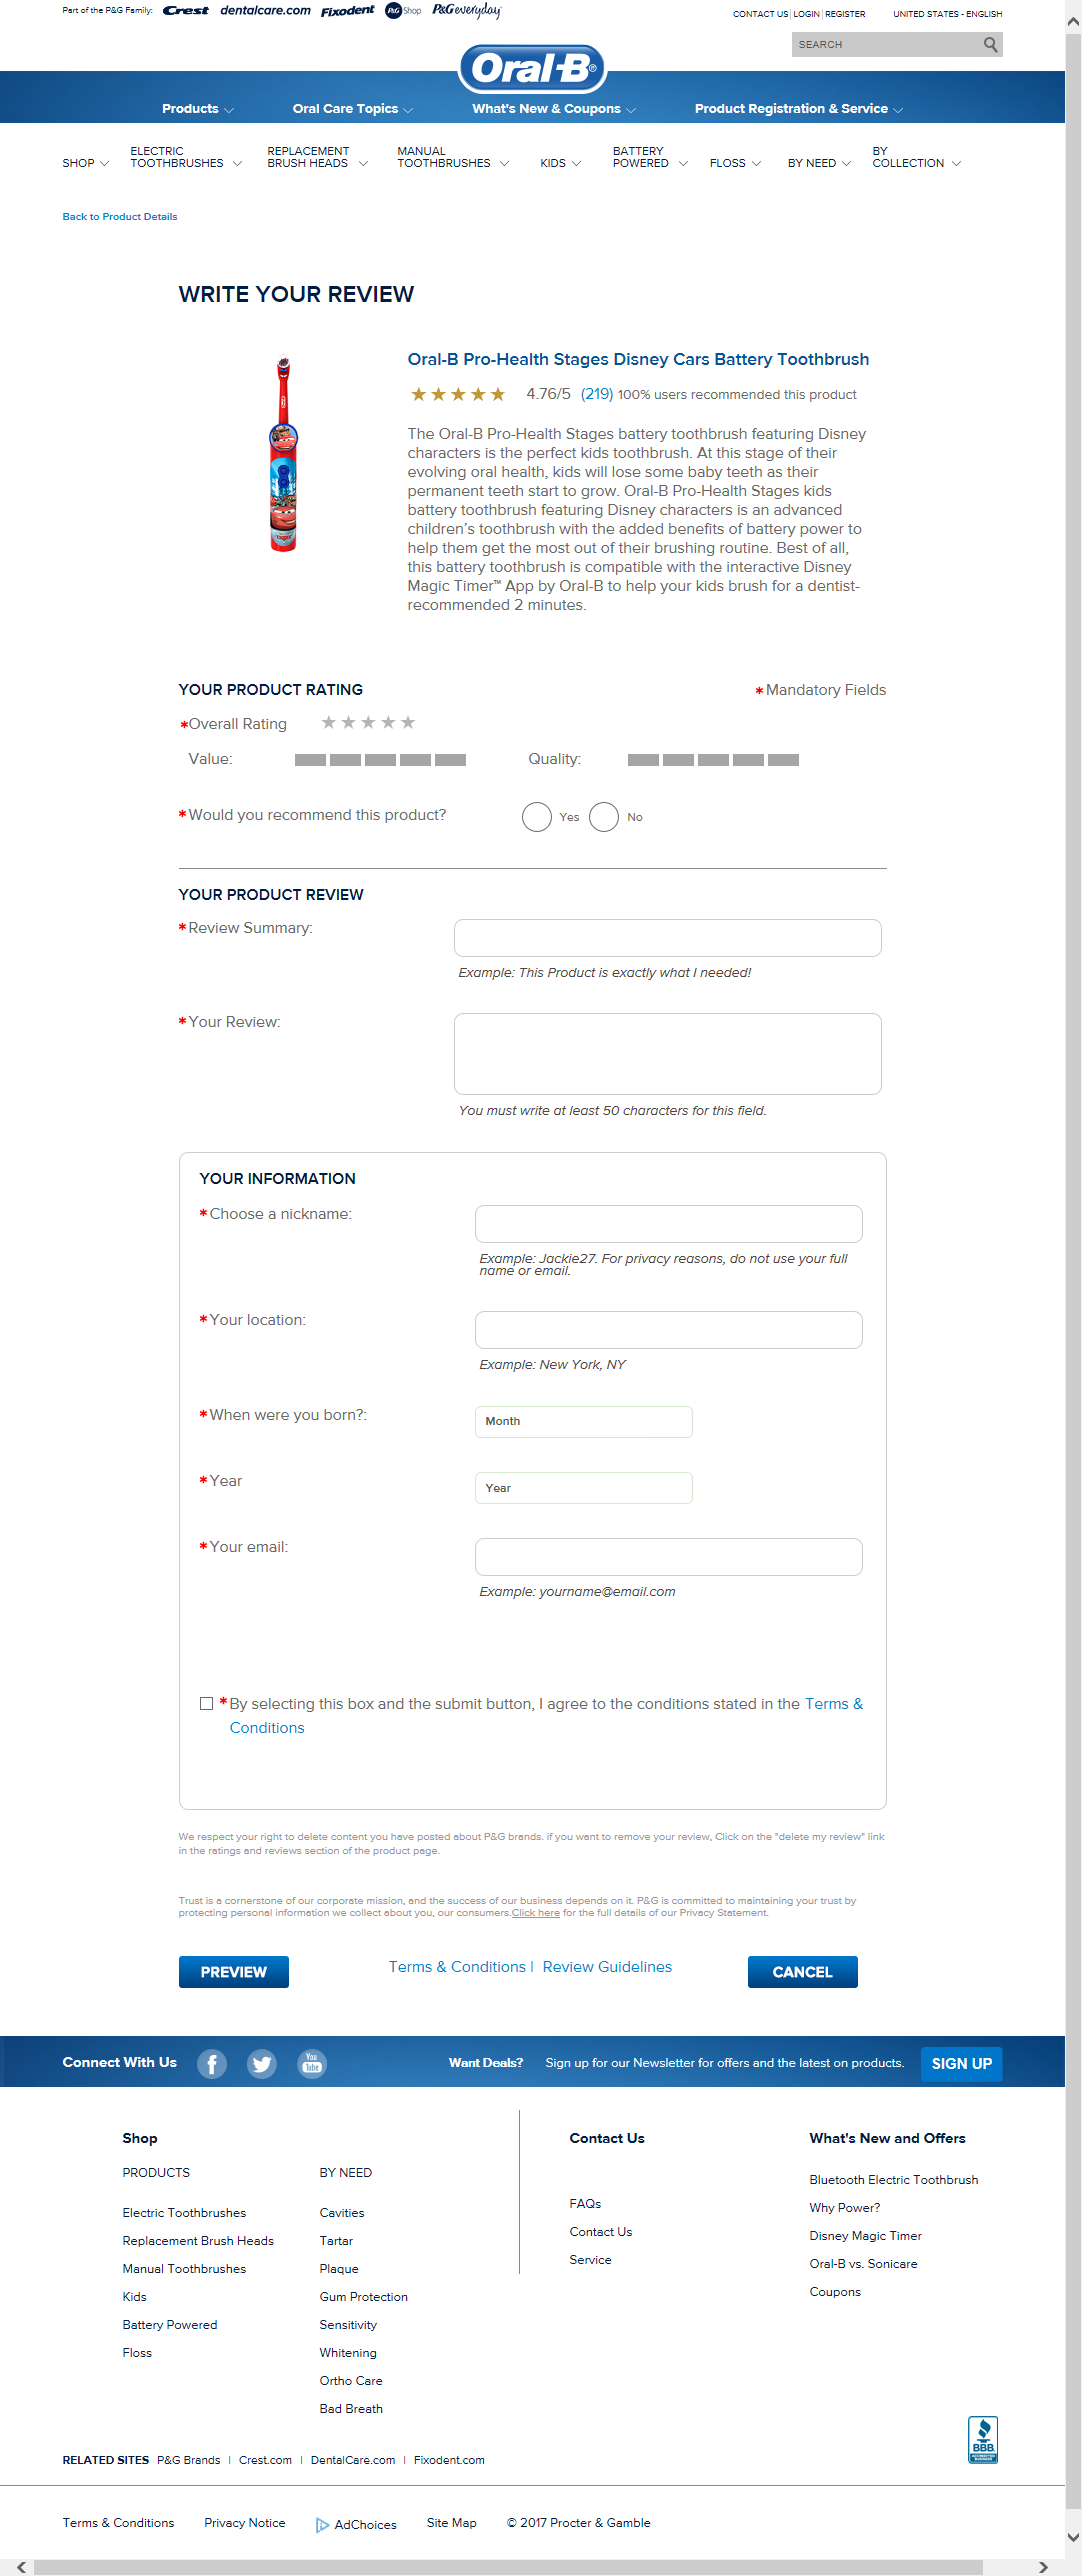 Part of the P&G Family: Crest dentalcare.com Fixodent P&G Shop P&G everyday
CONTACT US | LOGIN | REGISTER UNITED STATES - ENGLISH
SEARCH
Oral-B®
Products Oral Care Topics What's New & Coupons Product Registration & Service
SHOP ELECTRIC TOOTHBRUSHES REPLACEMENT BRUSH HEADS MANUAL TOOTHBRUSHES KIDS BATTERY POWERED FLOSS BY NEED BY COLLECTION
Back to Product Details
WRITE YOUR REVIEW
Oral-B Pro-Health Stages Disney Cars Battery Toothbrush
4.76/5 (219) 100% users recommended this product
The Oral-B Pro-Health Stages battery toothbrush featuring Disney
characters is the perfect kids toothbrush. At this stage of their
evolving oral health, kids will lose some baby teeth as their
permanent teeth start to grow. Oral-B Pro-Health Stages kids
battery toothbrush featuring Disney characters is an advanced
children's toothbrush with the added benefits of battery power to
help them get the most out of their brushing routine. Best of all,
this battery toothbrush is compatible with the interactive Disney
Magic Timer™ App by Oral-B to help your kids brush for a dentist-
recommended 2 minutes.
YOUR PRODUCT RATING
* Mandatory Fields
*Overall Rating
Value:
Quality:
*Would you recommend this product? Yes No
YOUR PRODUCT REVIEW
*Review Summary:
Example: This Product is exactly what I needed!
*Your Review:
You must write at least 50 characters for this field.
YOUR INFORMATION
*Choose a nickname:
Example: Jackie27. For privacy reasons, do not use your full
name or email.
*Your location:
Example: New York, NY
*When were you born?: Month
*Year Year
*Your email:
Example: yourname@email.com
*By selecting this box and the submit button, I agree to the conditions stated in the Terms &
Conditions
We respect your right to delete content you have posted about P&G brands. if you want to remove your review, Click on the "delete my review" link
in the ratings and reviews section of the product page.
Trust is a cornerstone of our corporate mission, and the success of our business depends on it. P&G is committed to maintaining your trust by
protecting personal information we collect about you, our consumers.Click here for the full details of our Privacy Statement.
PREVIEW Terms & Conditions | Review Guidelines CANCEL
Connect With Us You Tube Want Deals? Sign up for our Newsletter for offers and the latest on products. SIGN UP
Shop
PRODUCTS
Electric Toothbrushes
Replacement Brush Heads
Manual Toothbrushes
Kids
Battery Powered
Floss
BY NEED
Cavities
Tartar
Plaque
Gum Protection
Sensitivity
Whitening
Ortho Care
Bad Breath
Contact Us
FAQs
Contact Us
Service
What's New and Offers
Bluetooth Electric Toothbrush
Why Power?
Disney Magic Timer
Oral-B vs. Sonicare
Coupons
BBB
ACCREDITED BUSINESS
RELATED SITES P&G Brands | Crest.com | DentalCare.com | Fixodent.com
Terms & Conditions Privacy Notice AdChoices Site Map © 2017 Procter & Gamble